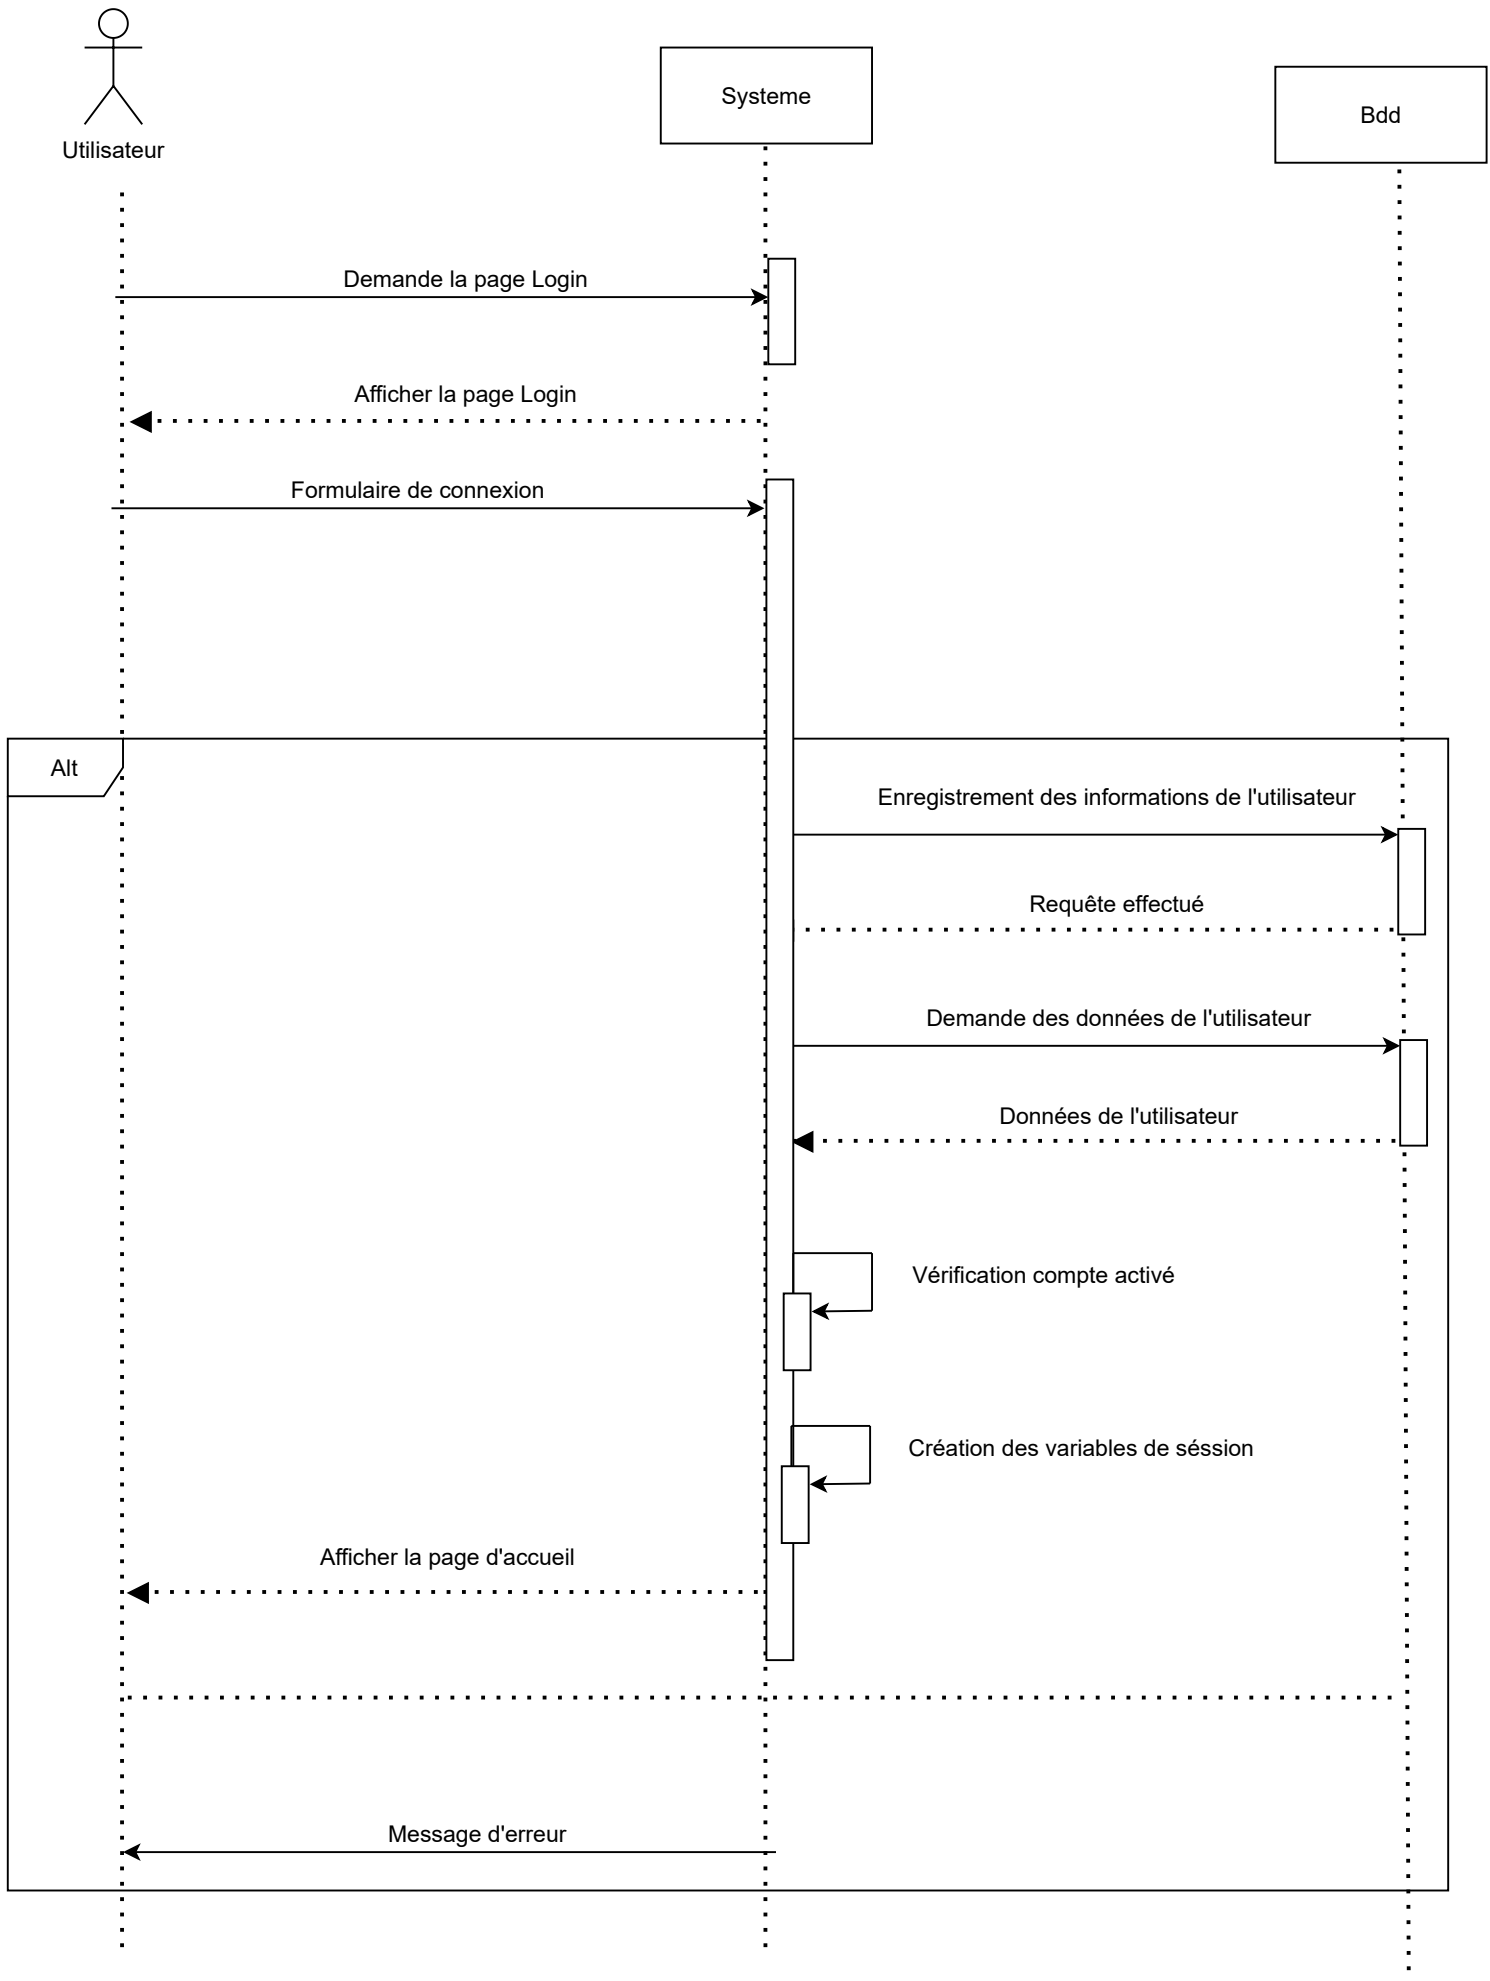 Utilisateur
Systeme
Bdd
Demande la page Login
Afficher la page Login
Formulaire de connexion
Alt
Enregistrement des informations de l'utilisateur
Requête effectué
Demande des données de l'utilisateur
Données de l'utilisateur
Vérification compte activé
Création des variables de séssion
Afficher la page d'accueil
Message d'erreur